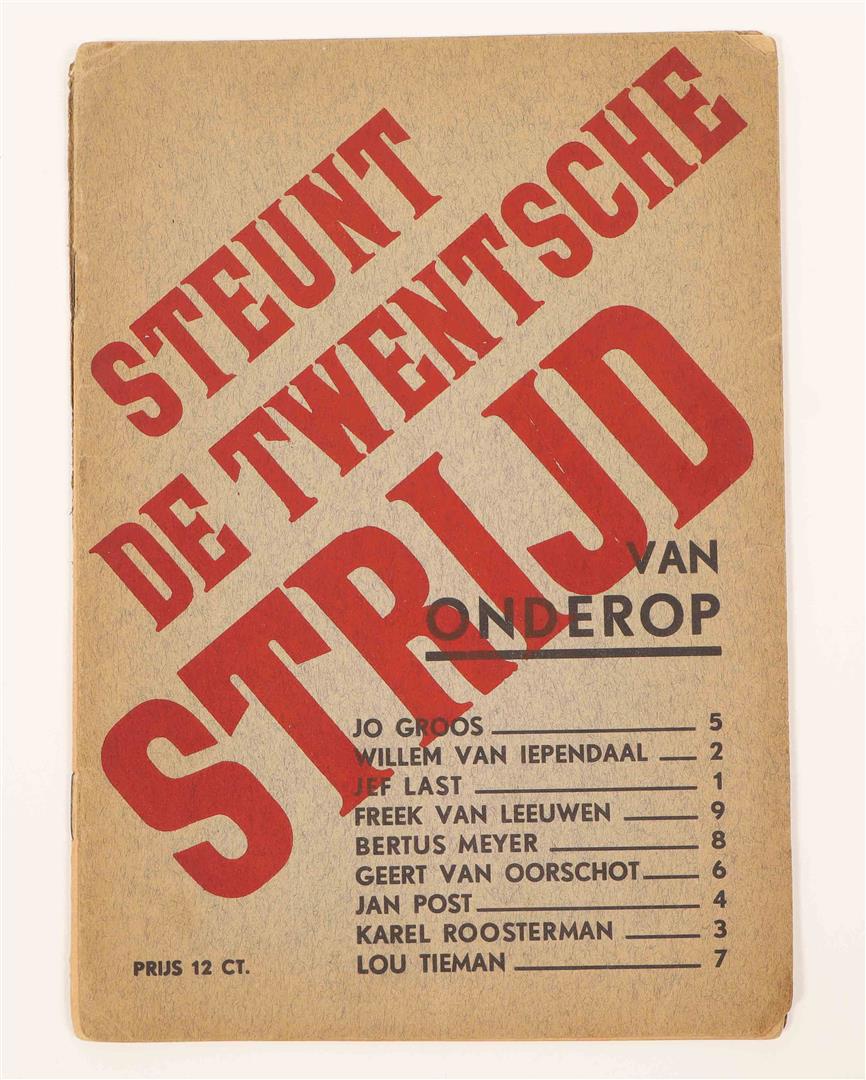 STEUNT
DE TWENTSCHE
STRIJD
VAN
ONDEROP
JO GROOS 5
WILLEM VAN IEPENDAAL 2
JEF LAST 1
FREEK VAN LEEUWEN 9
BERTUS MEYER 8
GEERT VAN OORSCHOT 6
JAN POST 4
KAREL ROOSTERMAN 3
LOU TIEMAN 7
PRIJS 12 CT.